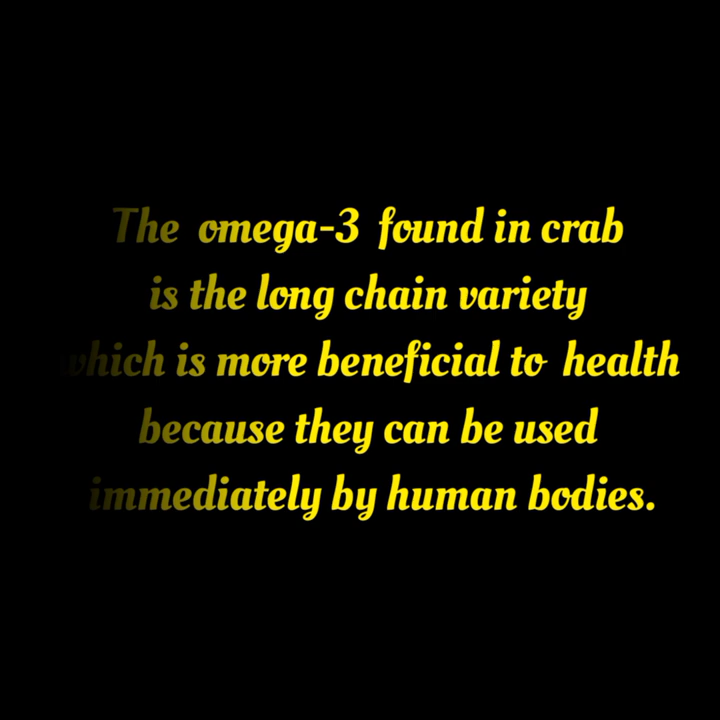 The omega-3 found in crab
is the long chain variety
which is more beneficial to health
because they can be used
immediately by human bodies.